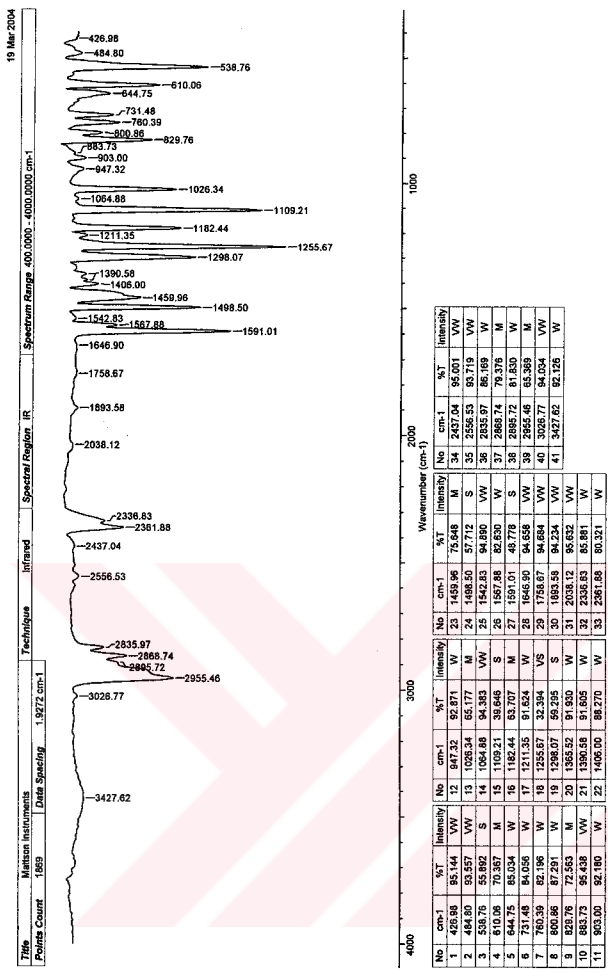 19 Mar 2004
Title Mattson Instruments Technique Infrared Spectral Region IR Spectrum Range 400.0000 - 4000.0000 cm-1
Points Count 1869 Data Spacing 1.9272 cm-1
426.98
484.80
538.76
610.06
644.75
731.48
760.39
800.86
829.76
883.73
903.00
947.32
1026.34
1064.88
1109.21
1182.44
1211.35
1255.67
1298.07
1390.58
1406.00
1459.96
1498.50
1542.83
1567.88
1591.01
1646.90
1758.67
1893.58
2038.12
2336.83
2361.88
2437.04
2556.53
2835.97
2868.74
2895.72
2955.46
3026.77
3427.62
4000 3000 2000 1000
Wavenumber (cm-1)
No cm-1 %T Intensity
1 426.98 95.144 VW
2 484.80 93.557 VW
3 538.76 55.892 S
4 610.06 70.367 M
5 644.75 85.034 W
6 731.48 84.056 W
7 760.39 82.196 W
8 800.86 87.291 W
9 829.76 72.563 M
10 883.73 95.438 VW
11 903.00 92.180 W
No cm-1 %T Intensity
12 947.32 92.871 W
13 1026.34 65.177 M
14 1064.88 94.383 VW
15 1109.21 39.646 S
16 1182.44 63.707 M
17 1211.35 91.624 W
18 1255.67 32.394 VS
19 1298.07 59.295 S
20 1365.52 91.930 W
21 1390.58 91.605 W
22 1406.00 88.270 W
No cm-1 %T Intensity
23 1459.96 75.648 M
24 1498.50 57.712 S
25 1542.83 94.890 VW
26 1567.88 82.630 W
27 1591.01 48.778 S
28 1646.90 94.658 VW
29 1758.67 94.684 VW
30 1893.58 94.234 VW
31 2038.12 95.632 VW
32 2336.83 85.881 W
33 2361.88 80.321 W
No cm-1 %T Intensity
34 2437.04 95.001 VW
35 2556.53 93.719 VW
36 2835.97 86.169 W
37 2868.74 79.376 M
38 2895.72 81.830 W
39 2955.46 65.369 M
40 3026.77 94.034 VW
41 3427.62 92.126 W